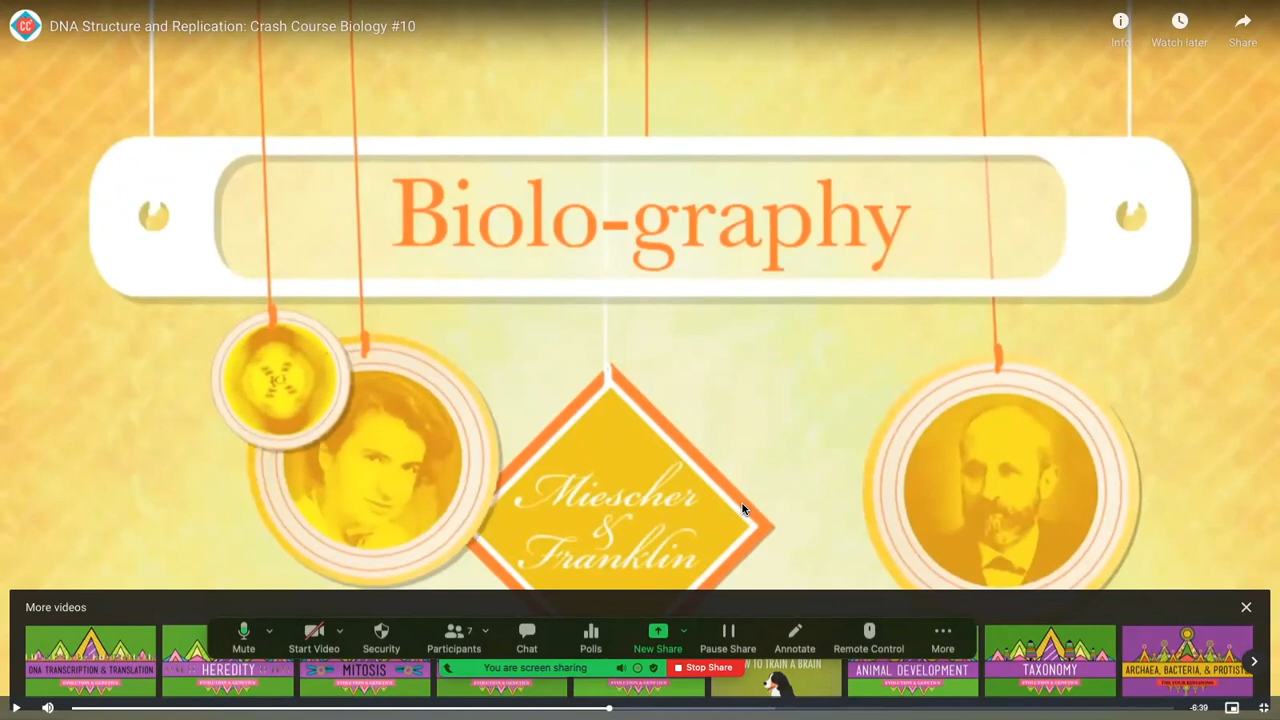 DNA Structure and Replication: Crash Course Biology #10
Info
Watch later
Share
Biolo-graphy
Miescher
&
Franklin
More videos
7
Mute
Start Video
Security
Participants
Chat
Polls
New Share
Pause Share
Annotate
Remote Control
More
You are screen sharing
Stop Share
DNA TRANSCRIPTION & TRANSLATION
HEREDITY
MITOSIS
TO TRAIN A BRAIN
ANIMAL DEVELOPMENT
TAXONOMY
ARCHAEA, BACTERIA, & PROTISTS
-6:39